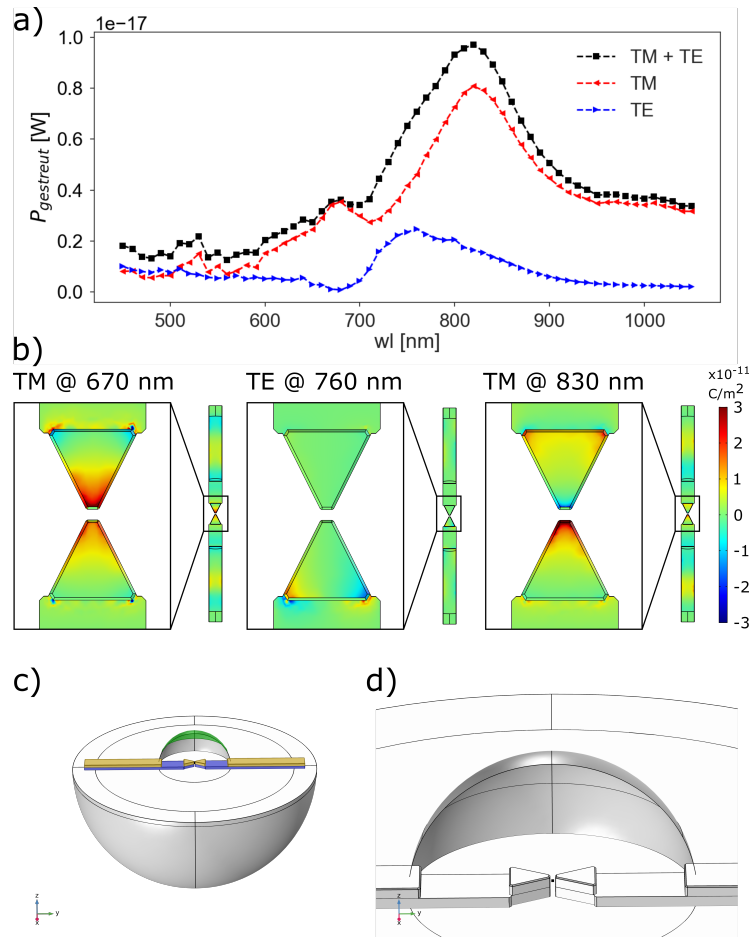 a)
1e−17
1.0
0.8
0.6
0.4
0.2
0.0
P_gestreut [W]
TM + TE
TM
TE
500
600
700
800
900
1000
wl [nm]
b)
TM @ 670 nm
TE @ 760 nm
TM @ 830 nm
x10⁻¹¹
C/m²
3
2
1
0
-1
-2
-3
c)
d)
z
y
x
z
y
x